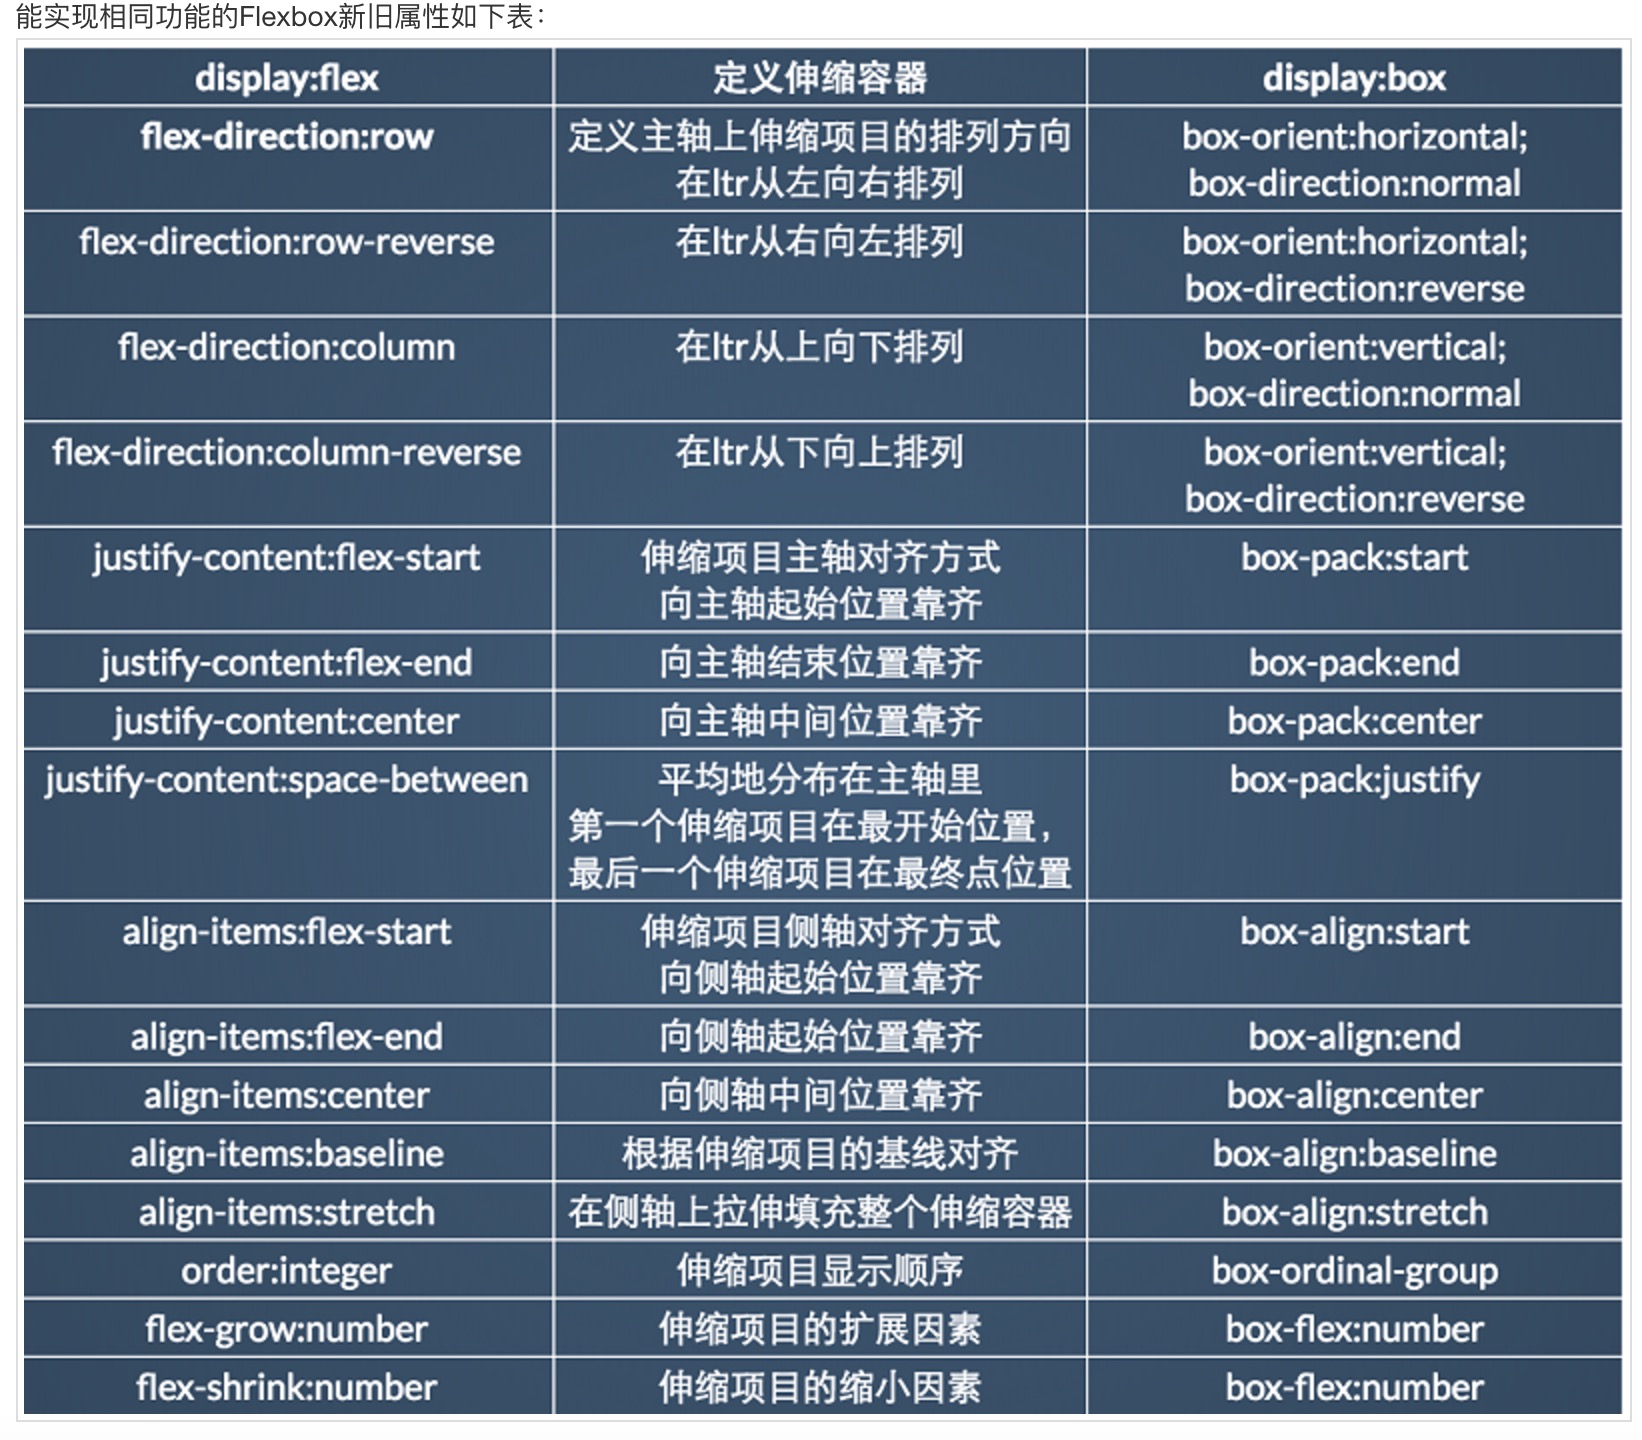 能实现相同功能的Flexbox新旧属性如下表：
display:flex 定义伸缩容器 display:box
flex-direction:row 定义主轴上伸缩项目的排列方向 box-orient:horizontal;
在ltr从左向右排列 box-direction:normal
flex-direction:row-reverse 在ltr从右向左排列 box-orient:horizontal;
box-direction:reverse
flex-direction:column 在ltr从上向下排列 box-orient:vertical;
box-direction:normal
flex-direction:column-reverse 在ltr从下向上排列 box-orient:vertical;
box-direction:reverse
justify-content:flex-start 伸缩项目主轴对齐方式 box-pack:start
向主轴起始位置靠齐
justify-content:flex-end 向主轴结束位置靠齐 box-pack:end
justify-content:center 向主轴中间位置靠齐 box-pack:center
justify-content:space-between 平均地分布在主轴里 box-pack:justify
第一个伸缩项目在最开始位置，
最后一个伸缩项目在最终点位置
align-items:flex-start 伸缩项目侧轴对齐方式 box-align:start
向侧轴起始位置靠齐
align-items:flex-end 向侧轴起始位置靠齐 box-align:end
align-items:center 向侧轴中间位置靠齐 box-align:center
align-items:baseline 根据伸缩项目的基线对齐 box-align:baseline
align-items:stretch 在侧轴上拉伸填充整个伸缩容器 box-align:stretch
order:integer 伸缩项目显示顺序 box-ordinal-group
flex-grow:number 伸缩项目的扩展因素 box-flex:number
flex-shrink:number 伸缩项目的缩小因素 box-flex:number